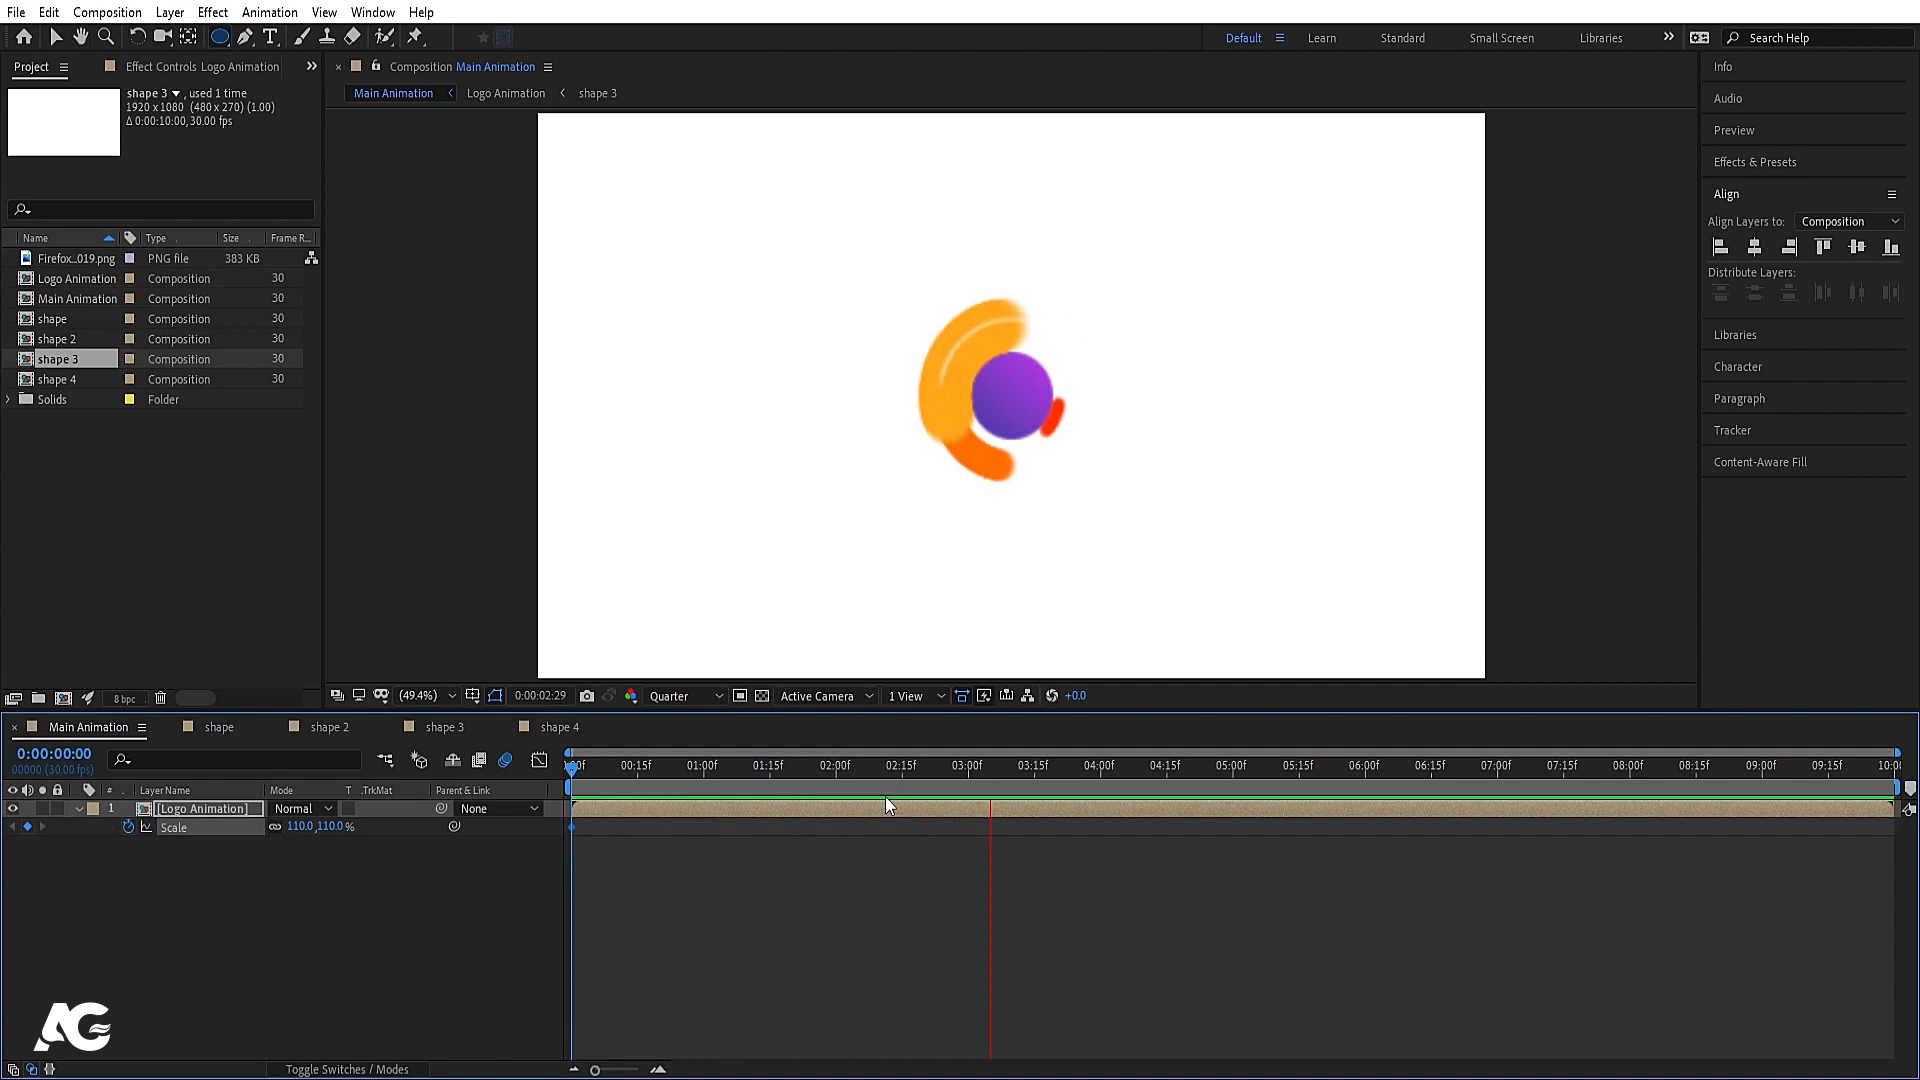 File Edit Composition Layer Effect Animation View Window Help
Default Learn Standard Small Screen Libraries Search Help
Project Effect Controls Logo Animation
Composition Main Animation
Main Animation Logo Animation shape 3
shape 3 , used 1 time
1920 x 1080 (480 x 270) (1.00)
Δ 0:00:10:00, 30.00 fps
Name Type Size Frame R...
Firefox_019.png PNG file 383 KB
Logo Animation Composition 30
Main Animation Composition 30
shape Composition 30
shape 2 Composition 30
shape 3 Composition 30
shape 4 Composition 30
Solids Folder
Info
Audio
Preview
Effects & Presets
Align
Align Layers to: Composition
Distribute Layers:
Libraries
Character
Paragraph
Tracker
Content-Aware Fill
8 bpc
(49.4%) 0:00:02:29 Quarter Active Camera 1 View +0.0
Main Animation shape shape 2 shape 3 shape 4
0:00:00:00
00000 (30.00 fps)
00:15f 01:00f 01:15f 02:00f 02:15f 03:00f 03:15f 04:00f 04:15f 05:00f 05:15f 06:00f 06:15f 07:00f 07:15f 08:00f 08:15f 09:00f 09:15f 10:00
# Layer Name Mode T .TrkMat Parent & Link
1 [Logo Animation] Normal None
Scale 110.0,110.0%
AG
Toggle Switches / Modes